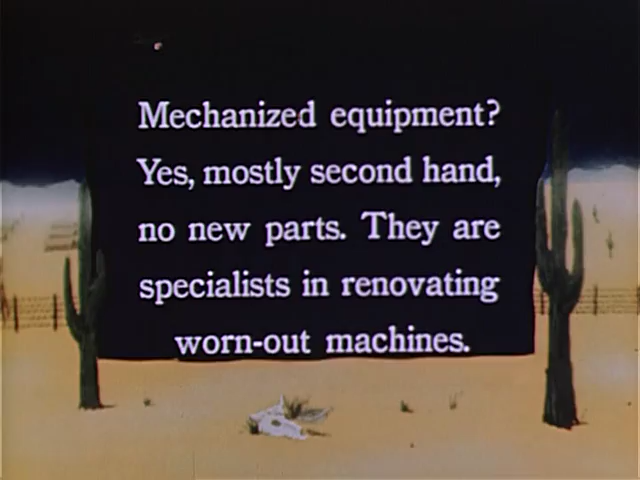 Mechanized equipment?
Yes, mostly second hand,
no new parts. They are
specialists in renovating
worn-out machines.